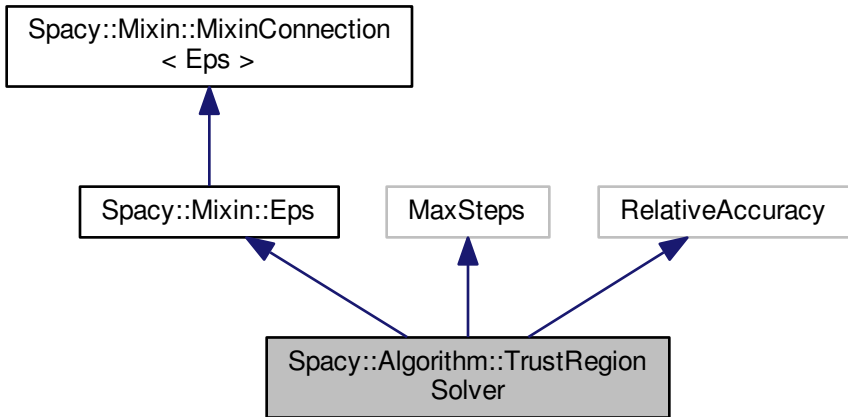 Spacy::Mixin::MixinConnection
< Eps >
Spacy::Mixin::Eps
MaxSteps
RelativeAccuracy
Spacy::Algorithm::TrustRegion
Solver